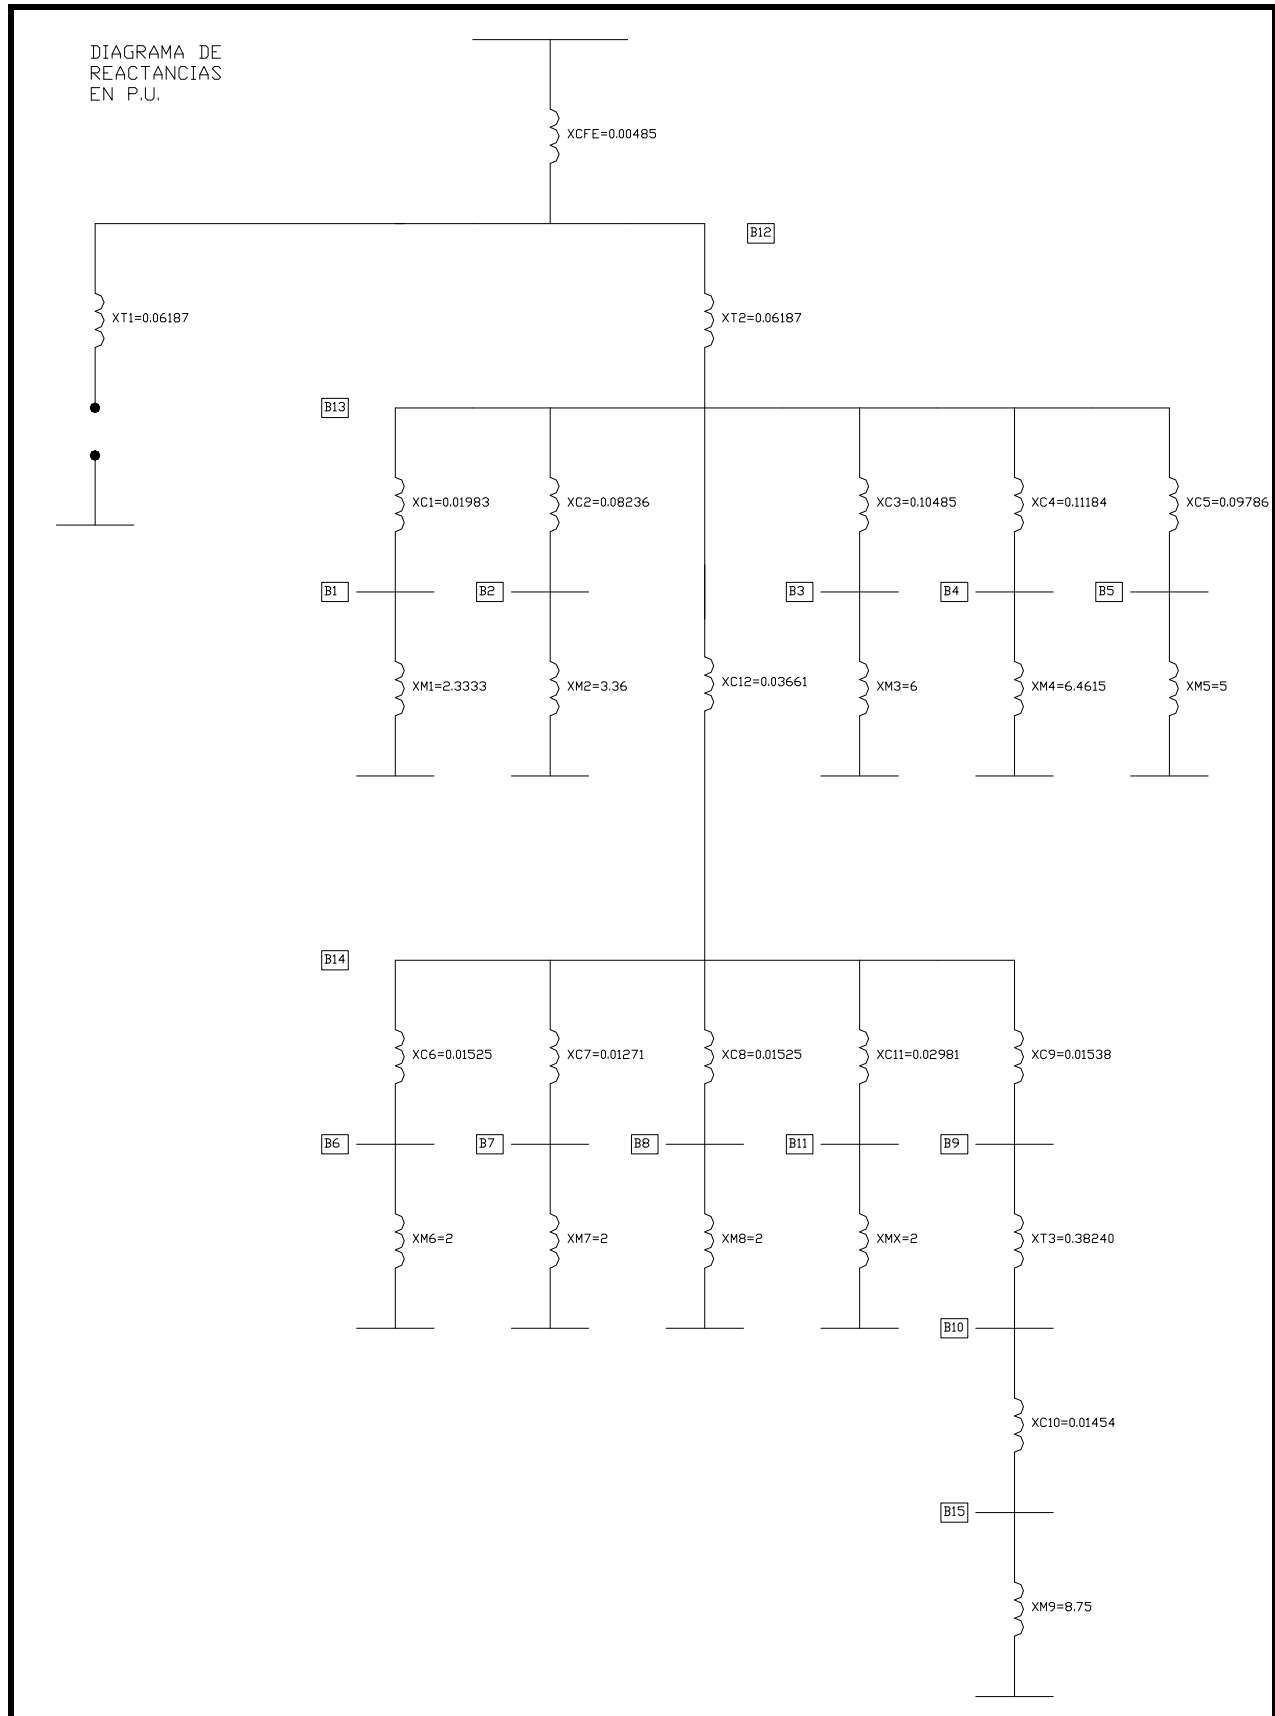 DIAGRAMA DE
REACTANCIAS
EN P.U.
XCFE=0.00485
B12
XT1=0.06187
XT2=0.06187
B13
XC1=0.01983
XC2=0.08236
XC3=0.10485
XC4=0.11184
XC5=0.09786
B1
B2
B3
B4
B5
XM1=2.3333
XM2=3.36
XC12=0.03661
XM3=6
XM4=6.4615
XM5=5
B14
XC6=0.01525
XC7=0.01271
XC8=0.01525
XC11=0.02981
XC9=0.01538
B6
B7
B8
B11
B9
XM6=2
XM7=2
XM8=2
XMX=2
XT3=0.38240
B10
XC10=0.01454
B15
XM9=8.75